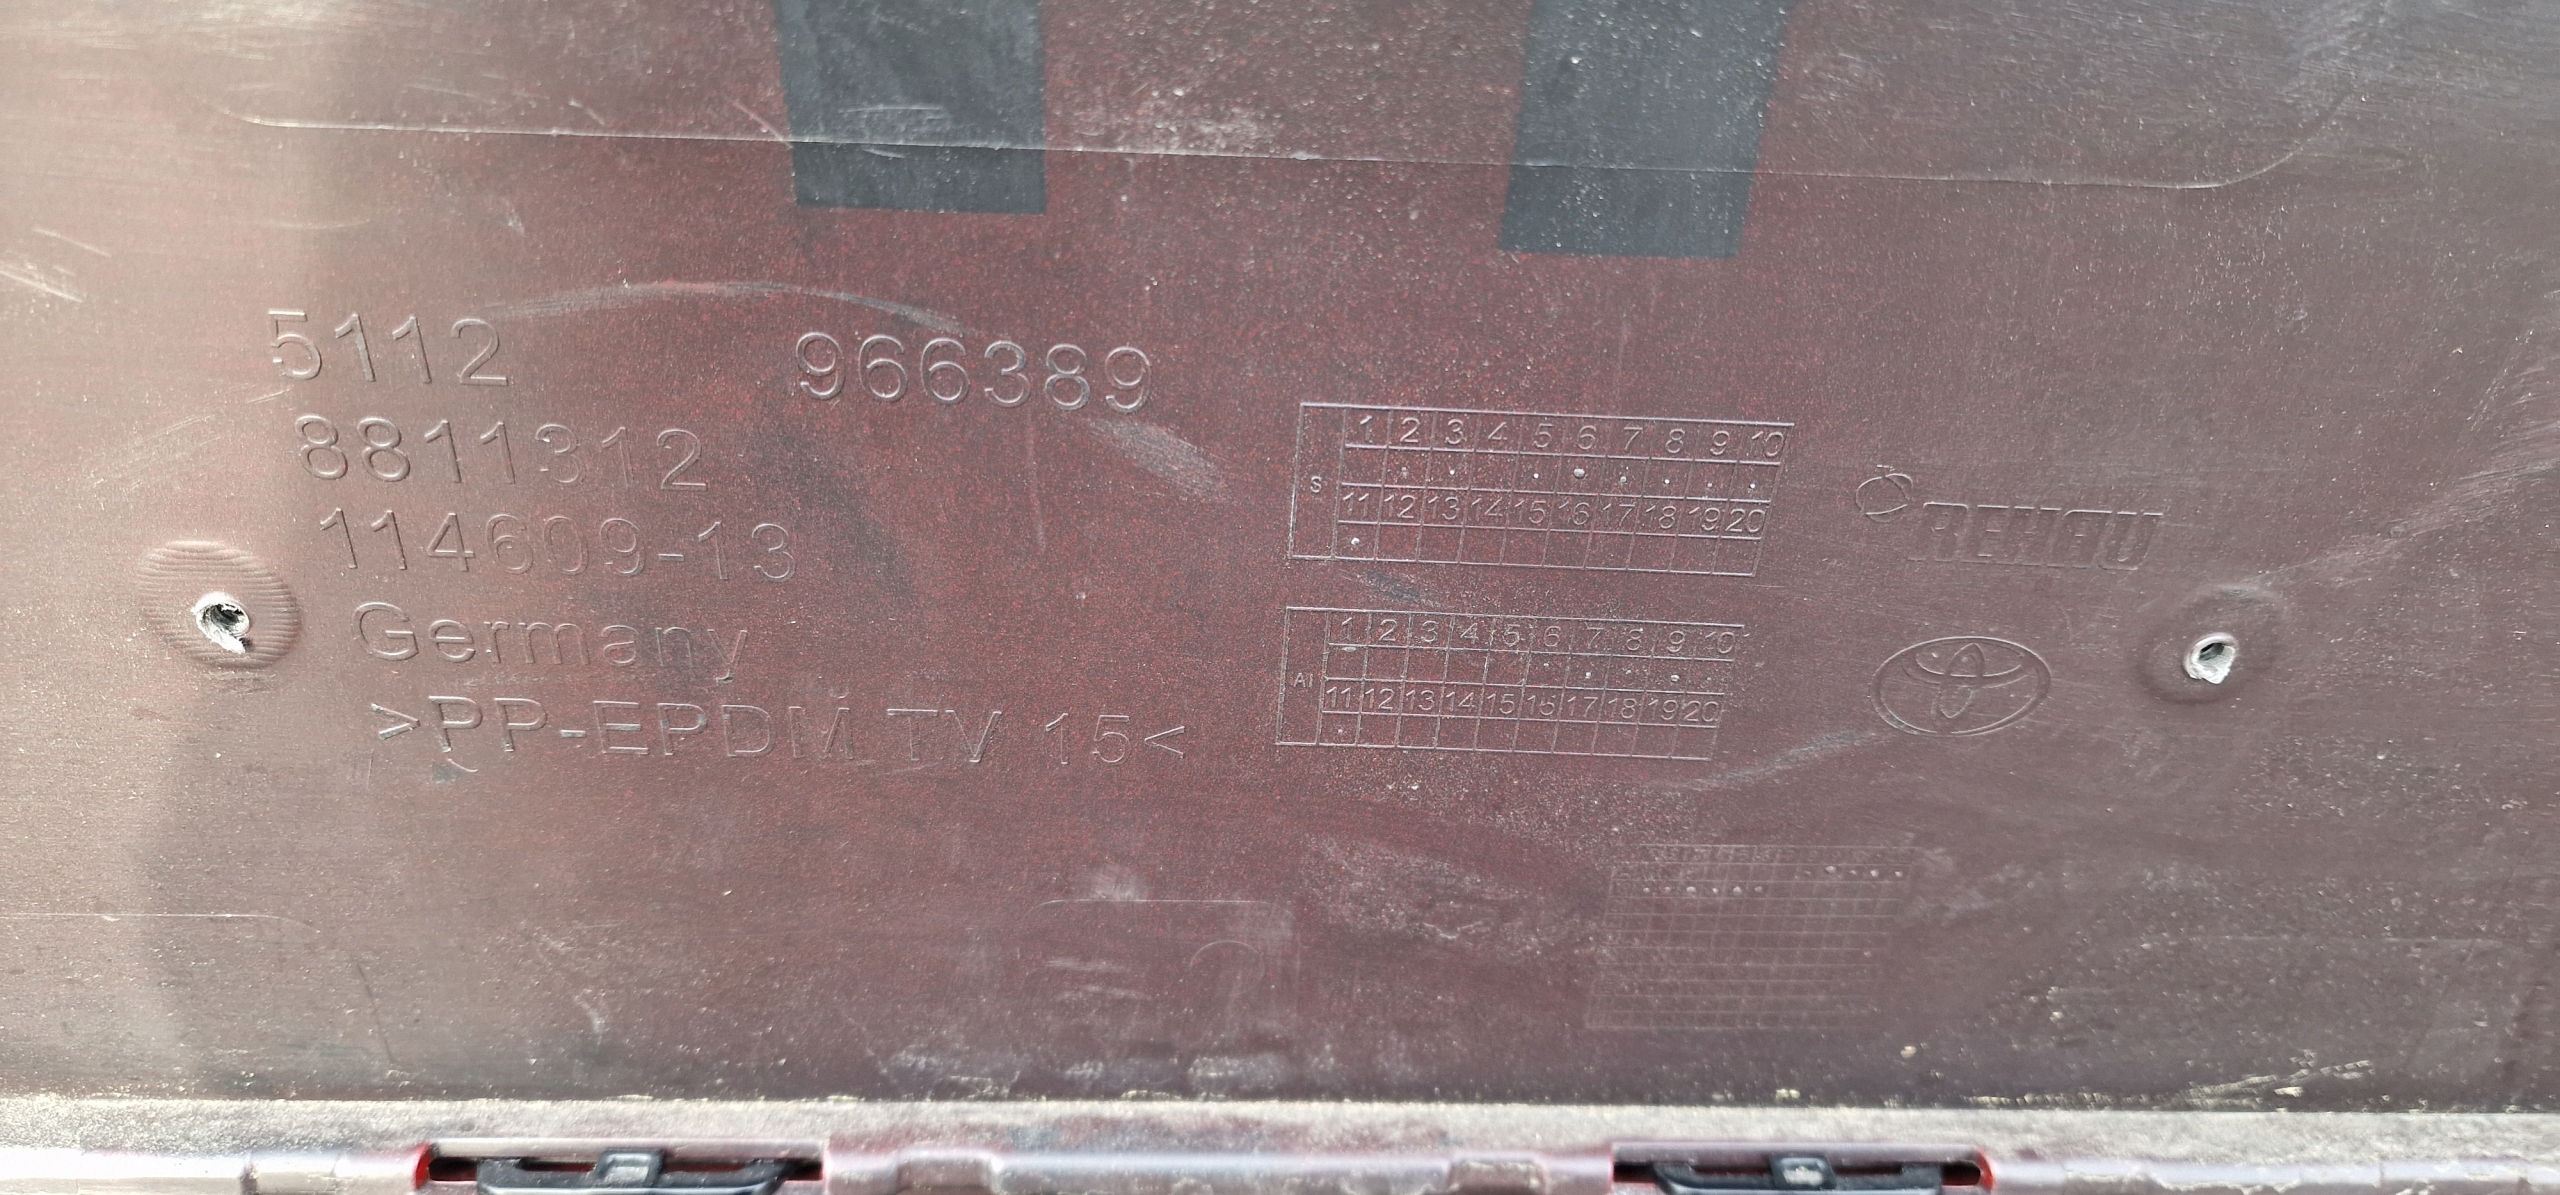 5112 966389
8811312
114609-13
Germany
>PP-EPDM TV 15<
1 2 3 4 5 6 7 8 9 10
S
11 12 13 14 15 16 17 18 19 20
REHAU
1 2 3 4 5 6 7 8 9 10
AI
11 12 13 14 15 16 17 18 19 20